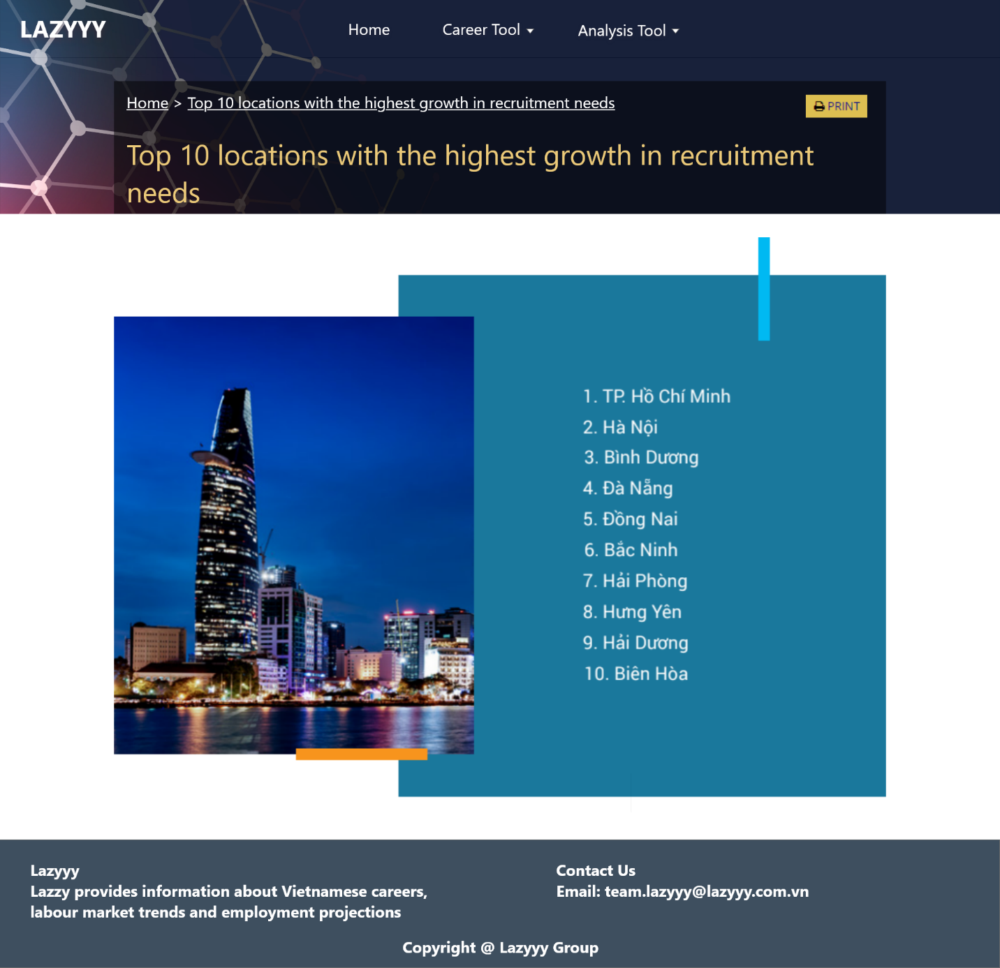 LAZYYY
Home
Career Tool
Analysis Tool
Home > Top 10 locations with the highest growth in recruitment needs
PRINT
Top 10 locations with the highest growth in recruitment
needs
1. TP. Hồ Chí Minh
2. Hà Nội
3. Bình Dương
4. Đà Nẵng
5. Đồng Nai
6. Bắc Ninh
7. Hải Phòng
8. Hưng Yên
9. Hải Dương
10. Biên Hòa
Lazyyy
Lazzy provides information about Vietnamese careers,
labour market trends and employment projections
Contact Us
Email: team.lazyyy@lazyyy.com.vn
Copyright @ Lazyyy Group